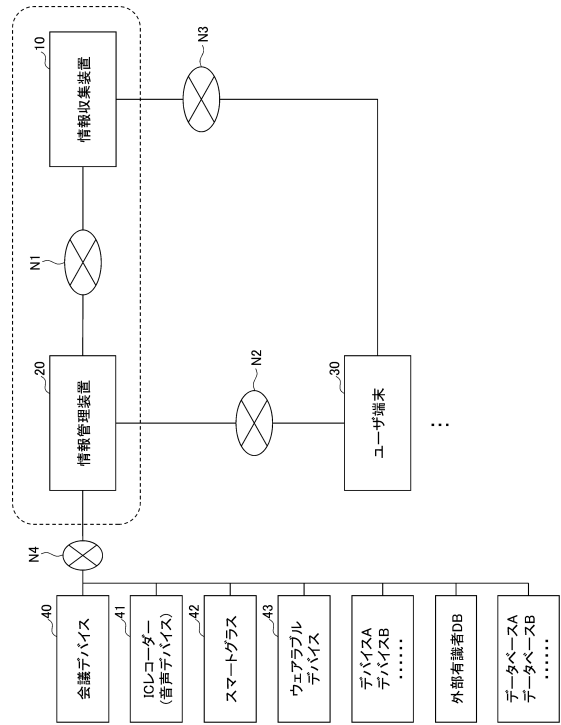 10
情報収集装置
N3
N1
20
情報管理装置
N2
30
ユーザ端末
…
N4
40
会議デバイス
41
ICレコーダー
(音声デバイス)
42
スマートグラス
43
ウェアラブル
デバイス
デバイスA
デバイスB
……
外部有識者DB
データベースA
データベースB
……